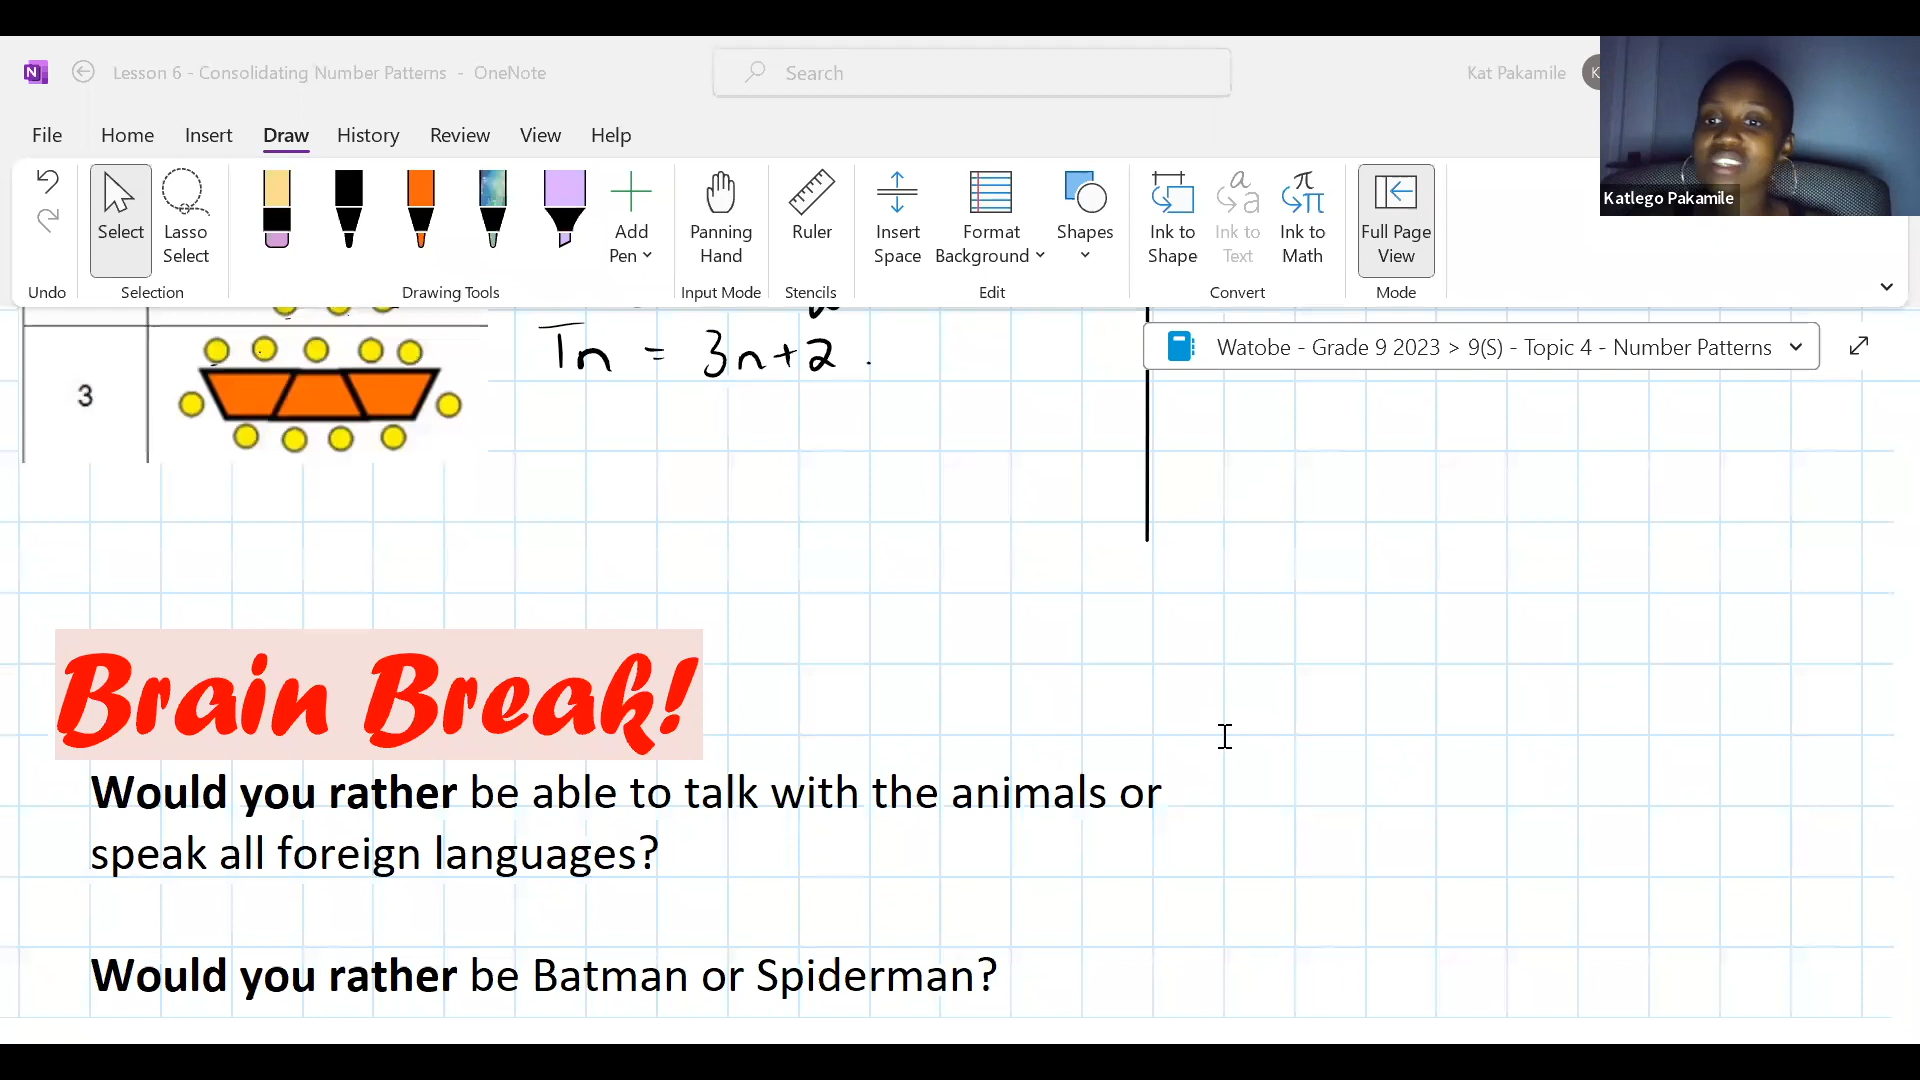 Lesson 6 - Consolidating Number Patterns - OneNote
Search
Kat Pakamile
K
File Home Insert Draw History Review View Help
Select
Lasso Select
Add Pen
Panning Hand
Ruler
Insert Space
Format Background
Shapes
Ink to Shape
Ink to Text
Ink to Math
Full Page View
Katlego Pakamile
Undo Selection Drawing Tools Input Mode Stencils Edit Convert Mode
Watobe - Grade 9 2023 > 9(S) - Topic 4 - Number Patterns
Tn = 3n+2 .
3
Brain Break!
Would you rather be able to talk with the animals or
speak all foreign languages?
Would you rather be Batman or Spiderman?